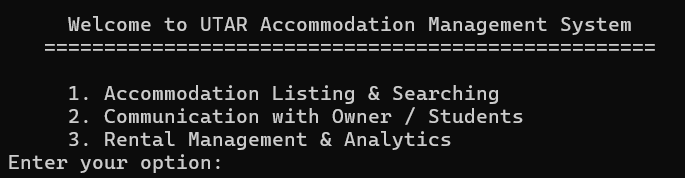 Welcome to UTAR Accommodation Management System
===================================================
1. Accommodation Listing & Searching
2. Communication with Owner / Students
3. Rental Management & Analytics
Enter your option: